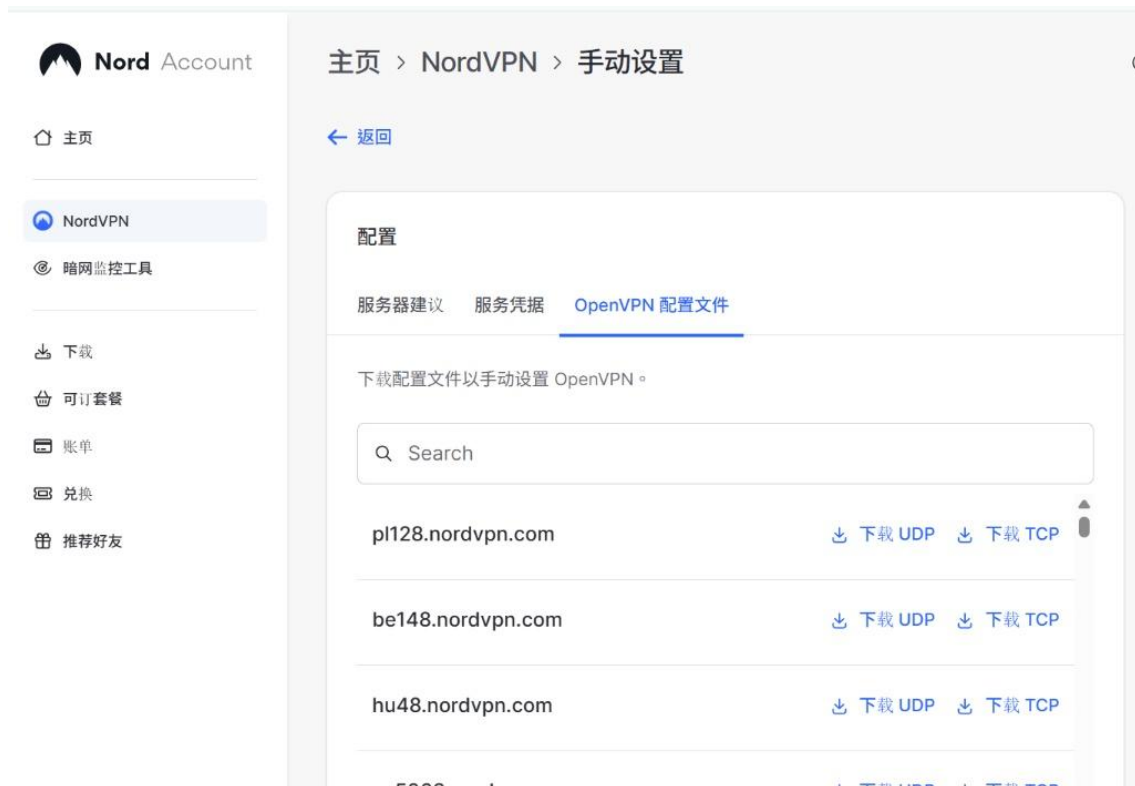 Nord Account
主页
NordVPN
暗网监控工具
下载
可订套餐
账单
兑换
推荐好友
主页 > NordVPN > 手动设置
← 返回
配置
服务器建议 服务凭据 OpenVPN 配置文件
下载配置文件以手动设置 OpenVPN。
Search
pl128.nordvpn.com 下载 UDP 下载 TCP
be148.nordvpn.com 下载 UDP 下载 TCP
hu48.nordvpn.com 下载 UDP 下载 TCP